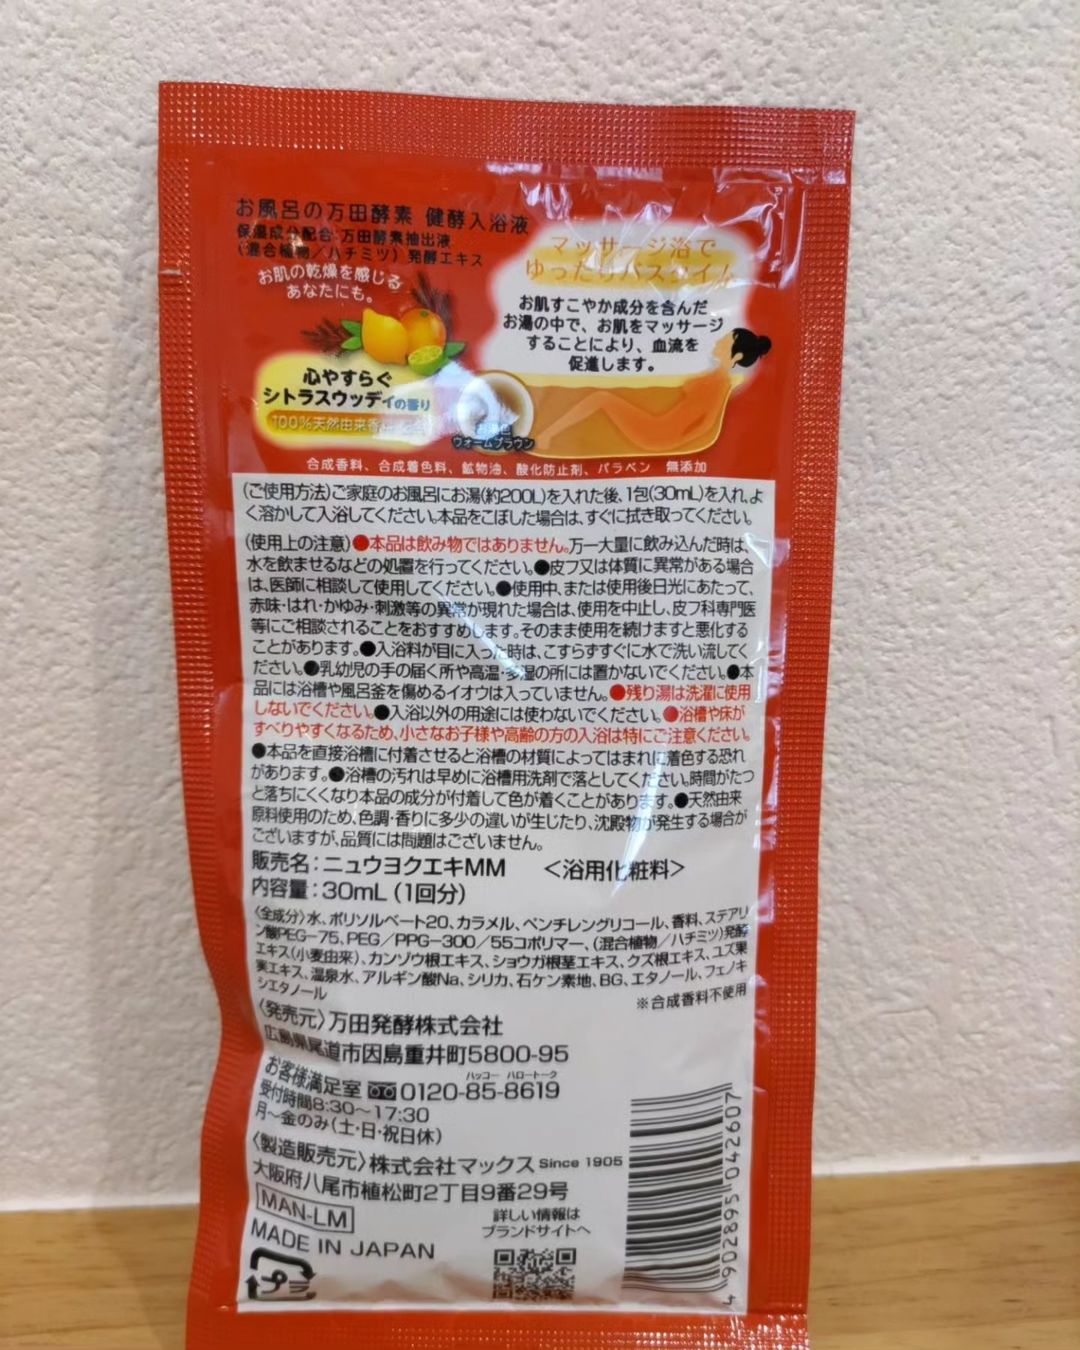 お風呂の万田酵素 健酵入浴液
保湿成分配合:万田酵素抽出液
(混合植物/ハチミツ)発酵エキス
お肌の乾燥を感じる
あなたにも。
マッサージ浴で
ゆったりバスタイム
お肌すこやか成分を含んだ
お湯の中で、お肌をマッサージ
することにより、血流を
促進します。
心やすらぐ
シトラスウッディの香り
100%天然由来香
ウォームブラウン
合成香料、合成着色料、鉱物油、酸化防止剤、パラベン 無添加
(ご使用方法)ご家庭のお風呂にお湯(約200L)を入れた後、1包(30mL)を入れ、よ
く溶かして入浴してください。本品をこぼした場合は、すぐに拭き取ってください。
(使用上の注意)●本品は飲み物ではありません。万一大量に飲み込んだ時は、
水を飲ませるなどの処置を行ってください。●皮フ又は体質に異常がある場合
は、医師に相談して使用してください。●使用中、または使用後日光にあたって、
赤味・はれ・かゆみ・刺激等の異常が現れた場合は、使用を中止し、皮フ科専門医
等にご相談されることをおすすめします。そのまま使用を続けますと悪化する
ことがあります。●入浴料が目に入った時は、こすらずすぐに水で洗い流してく
ださい。●乳幼児の手の届く所や高温・多湿の所には置かないでください。●本
品には浴槽や風呂釜を傷めるイオウは入っていません。●残り湯は洗濯に使用
しないでください。●入浴以外の用途には使わないでください。●浴槽や床が
すべりやすくなるため、小さなお子様や高齢の方の入浴は特にご注意ください。
●本品を直接浴槽に付着させると浴槽の材質によってはまれに着色する恐れ
があります。●浴槽の汚れは早めに浴槽用洗剤で落としてください。時間がたつ
と落ちにくくなり本品の成分が付着して色が着くことがあります。●天然由来
原料使用のため、色調・香りに多少の違いが生じたり、沈殿物が発生する場合が
ございますが、品質には問題はございません。
販売名:ニュウヨクエキMM <浴用化粧料>
内容量:30mL(1回分)
〈全成分〉水、ポリソルベート20、カラメル、ペンチレングリコール、香料、ステアリ
ン酸PEG-75、PEG/PPG-300/55コポリマー、(混合植物/ハチミツ)発酵
エキス(小麦由来)、カンゾウ根エキス、ショウガ根茎エキス、クズ根エキス、ユズ果
実エキス、温泉水、アルギン酸Na、シリカ、石ケン素地、BG、エタノール、フェノキ
シエタノール
※合成香料不使用
〈発売元〉万田発酵株式会社
広島県尾道市因島重井町5800-95
ハッコー ハロートーク
お客様満足室 0120-85-8619
受付時間8:30〜17:30
月〜金のみ(土・日・祝日休)
〈製造販売元〉株式会社マックス Since 1905
大阪府八尾市植松町2丁目9番29号
MAN-LM
MADE IN JAPAN
詳しい情報は
ブランドサイトへ
プラ
4 902895 042607